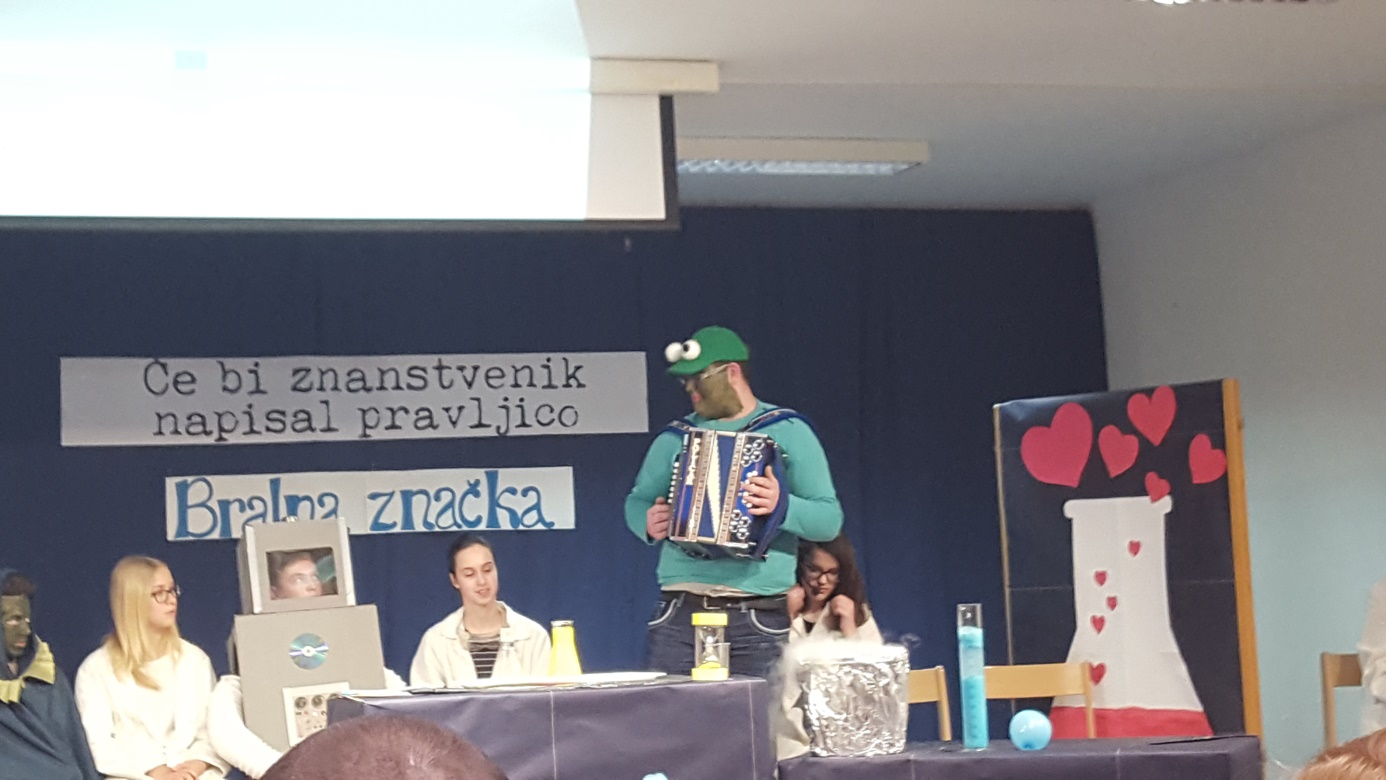 Če bi znanstvenik
napisal pravljico
Bralna značka